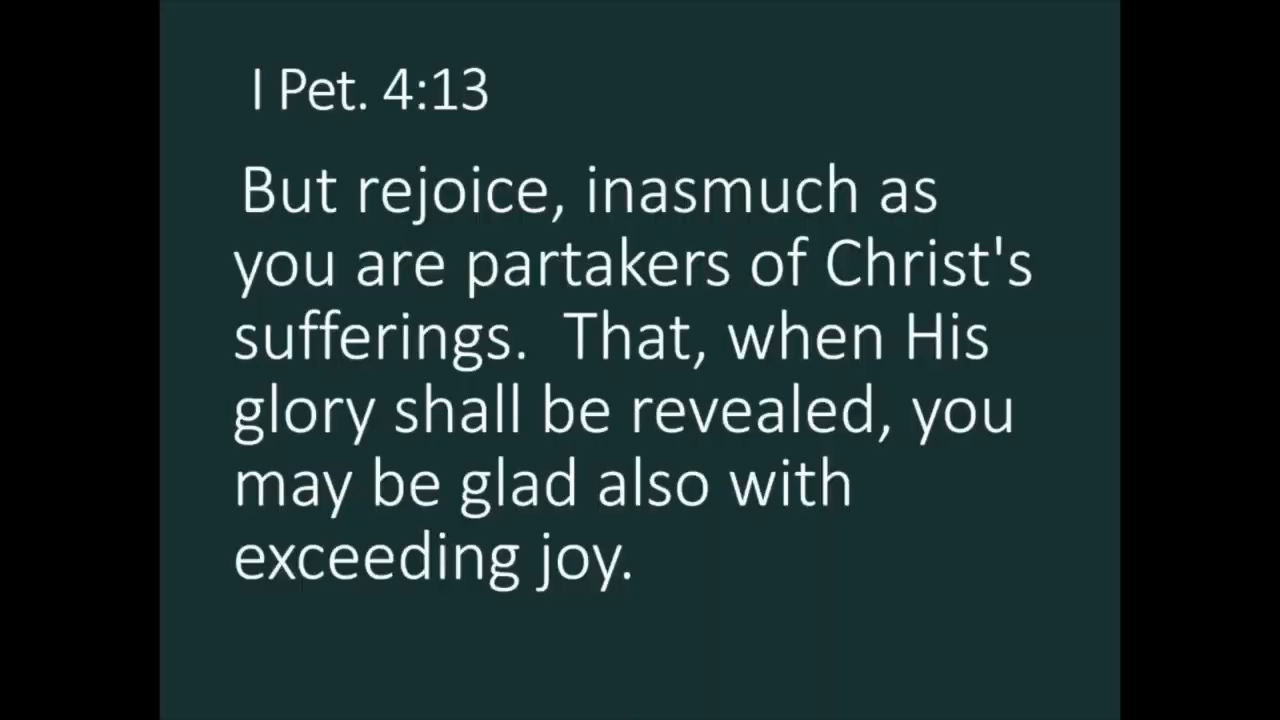 I Pet. 4:13
But rejoice, inasmuch as
you are partakers of Christ's
sufferings.  That, when His
glory shall be revealed, you
may be glad also with
exceeding joy.